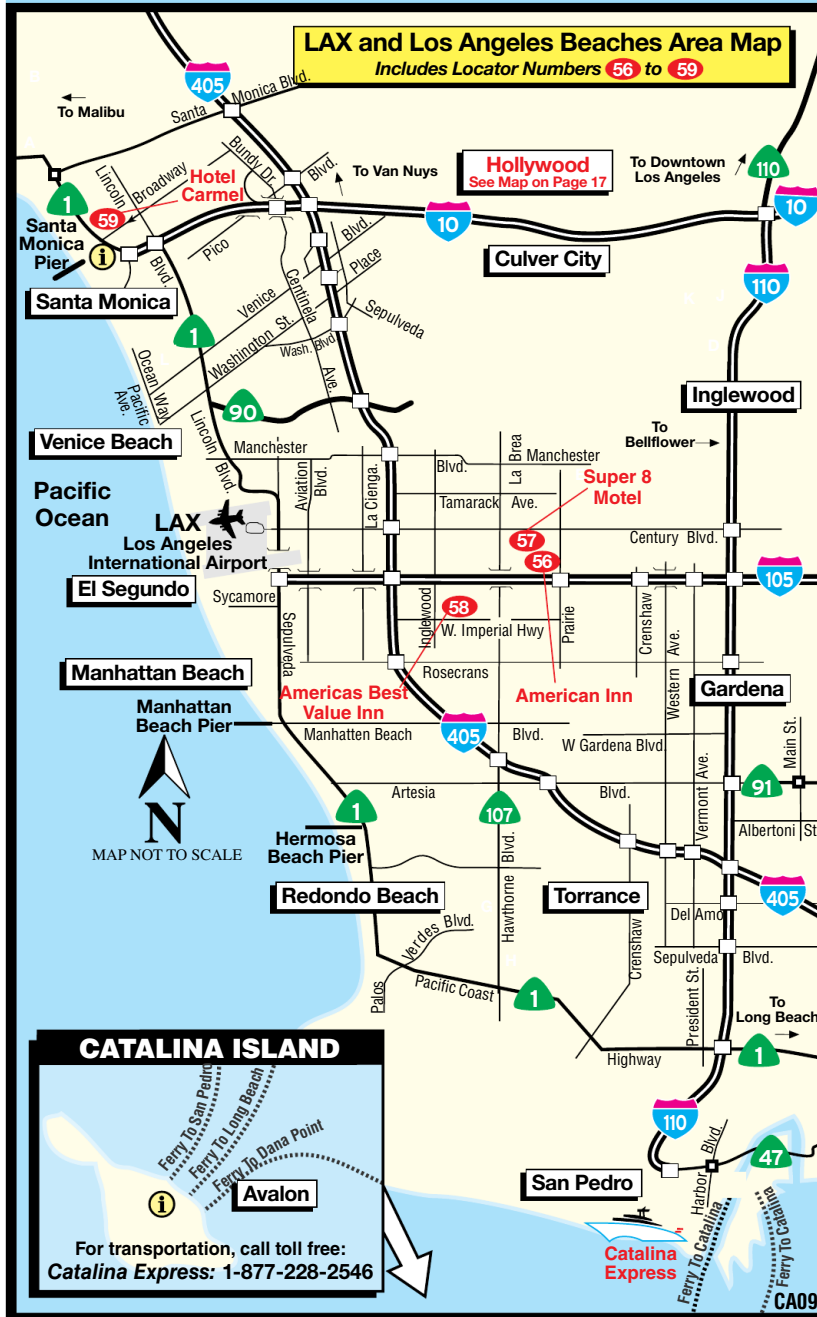 LAX and Los Angeles Beaches Area Map
Includes Locator Numbers 56 to 59
405
To Malibu
Santa Monica Blvd.
Lincoln Blvd.
Broadway
Bundy Dr.
Blvd.
To Van Nuys
Hollywood
See Map on Page 17
To Downtown
Los Angeles
110
1
59
Hotel
Carmel
10
10
Santa
Monica
Pier
i
Pico Blvd.
Culver City
110
Santa Monica
Venice
Place
Centinela
Ave.
Sepulveda
Washington St.
Wash. Blvd
1
Ocean Way
Pacific
Ave.
90
Lincoln Blvd.
Inglewood
To
Bellflower
Venice Beach
Manchester
Blvd.
Manchester
Aviation
Blvd.
La Cienga.
La Brea
Super 8
Motel
Tamarack Ave.
Pacific
Ocean
LAX
Los Angeles
International Airport
57
Century Blvd.
56
El Segundo
105
Sycamore
Sepulveda
Inglewood
58
W. Imperial Hwy
Prairie
Crenshaw
Western Ave.
Manhattan Beach
Rosecrans
Americas Best
Value Inn
American Inn
Gardena
Manhattan
Beach Pier
Manhatten Beach
Blvd.
405
W Gardena Blvd.
Main St.
N
MAP NOT TO SCALE
Artesia
Blvd.
91
Vermont Ave.
1
107
Albertoni St
Hermosa
Beach Pier
Hawthorne Blvd.
Redondo Beach
Torrance
405
Del Amo
Palos Verdes Blvd.
Crenshaw
Sepulveda
Blvd.
President St.
Pacific Coast
1
Highway
To
Long Beach
1
CATALINA ISLAND
Ferry To San Pedro
Ferry To Long Beach
Ferry To Dana Point
i
Avalon
For transportation, call toll free:
Catalina Express: 1-877-228-2546
110
Harbor Blvd.
47
San Pedro
Catalina
Express
Ferry To Catalina
Ferry To Catalina
CA09